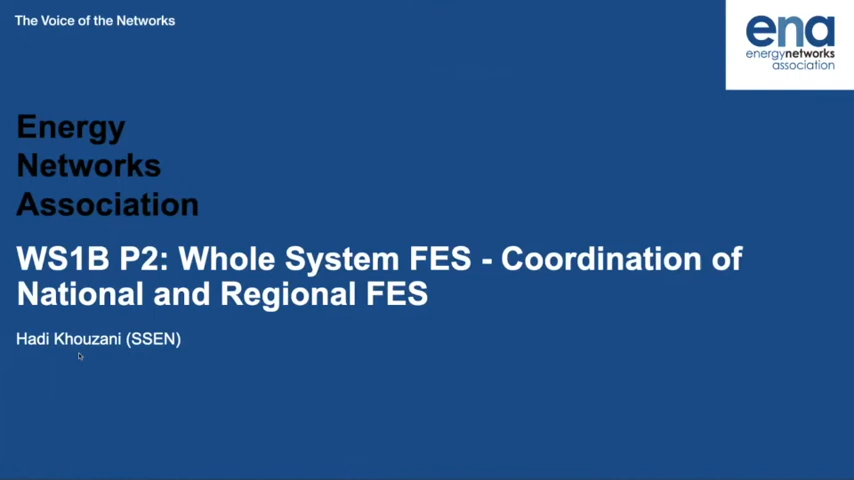 The Voice of the Networks
ena
energynetworks
association
Energy
Networks
Association
WS1B P2: Whole System FES - Coordination of
National and Regional FES
Hadi Khouzani (SSEN)